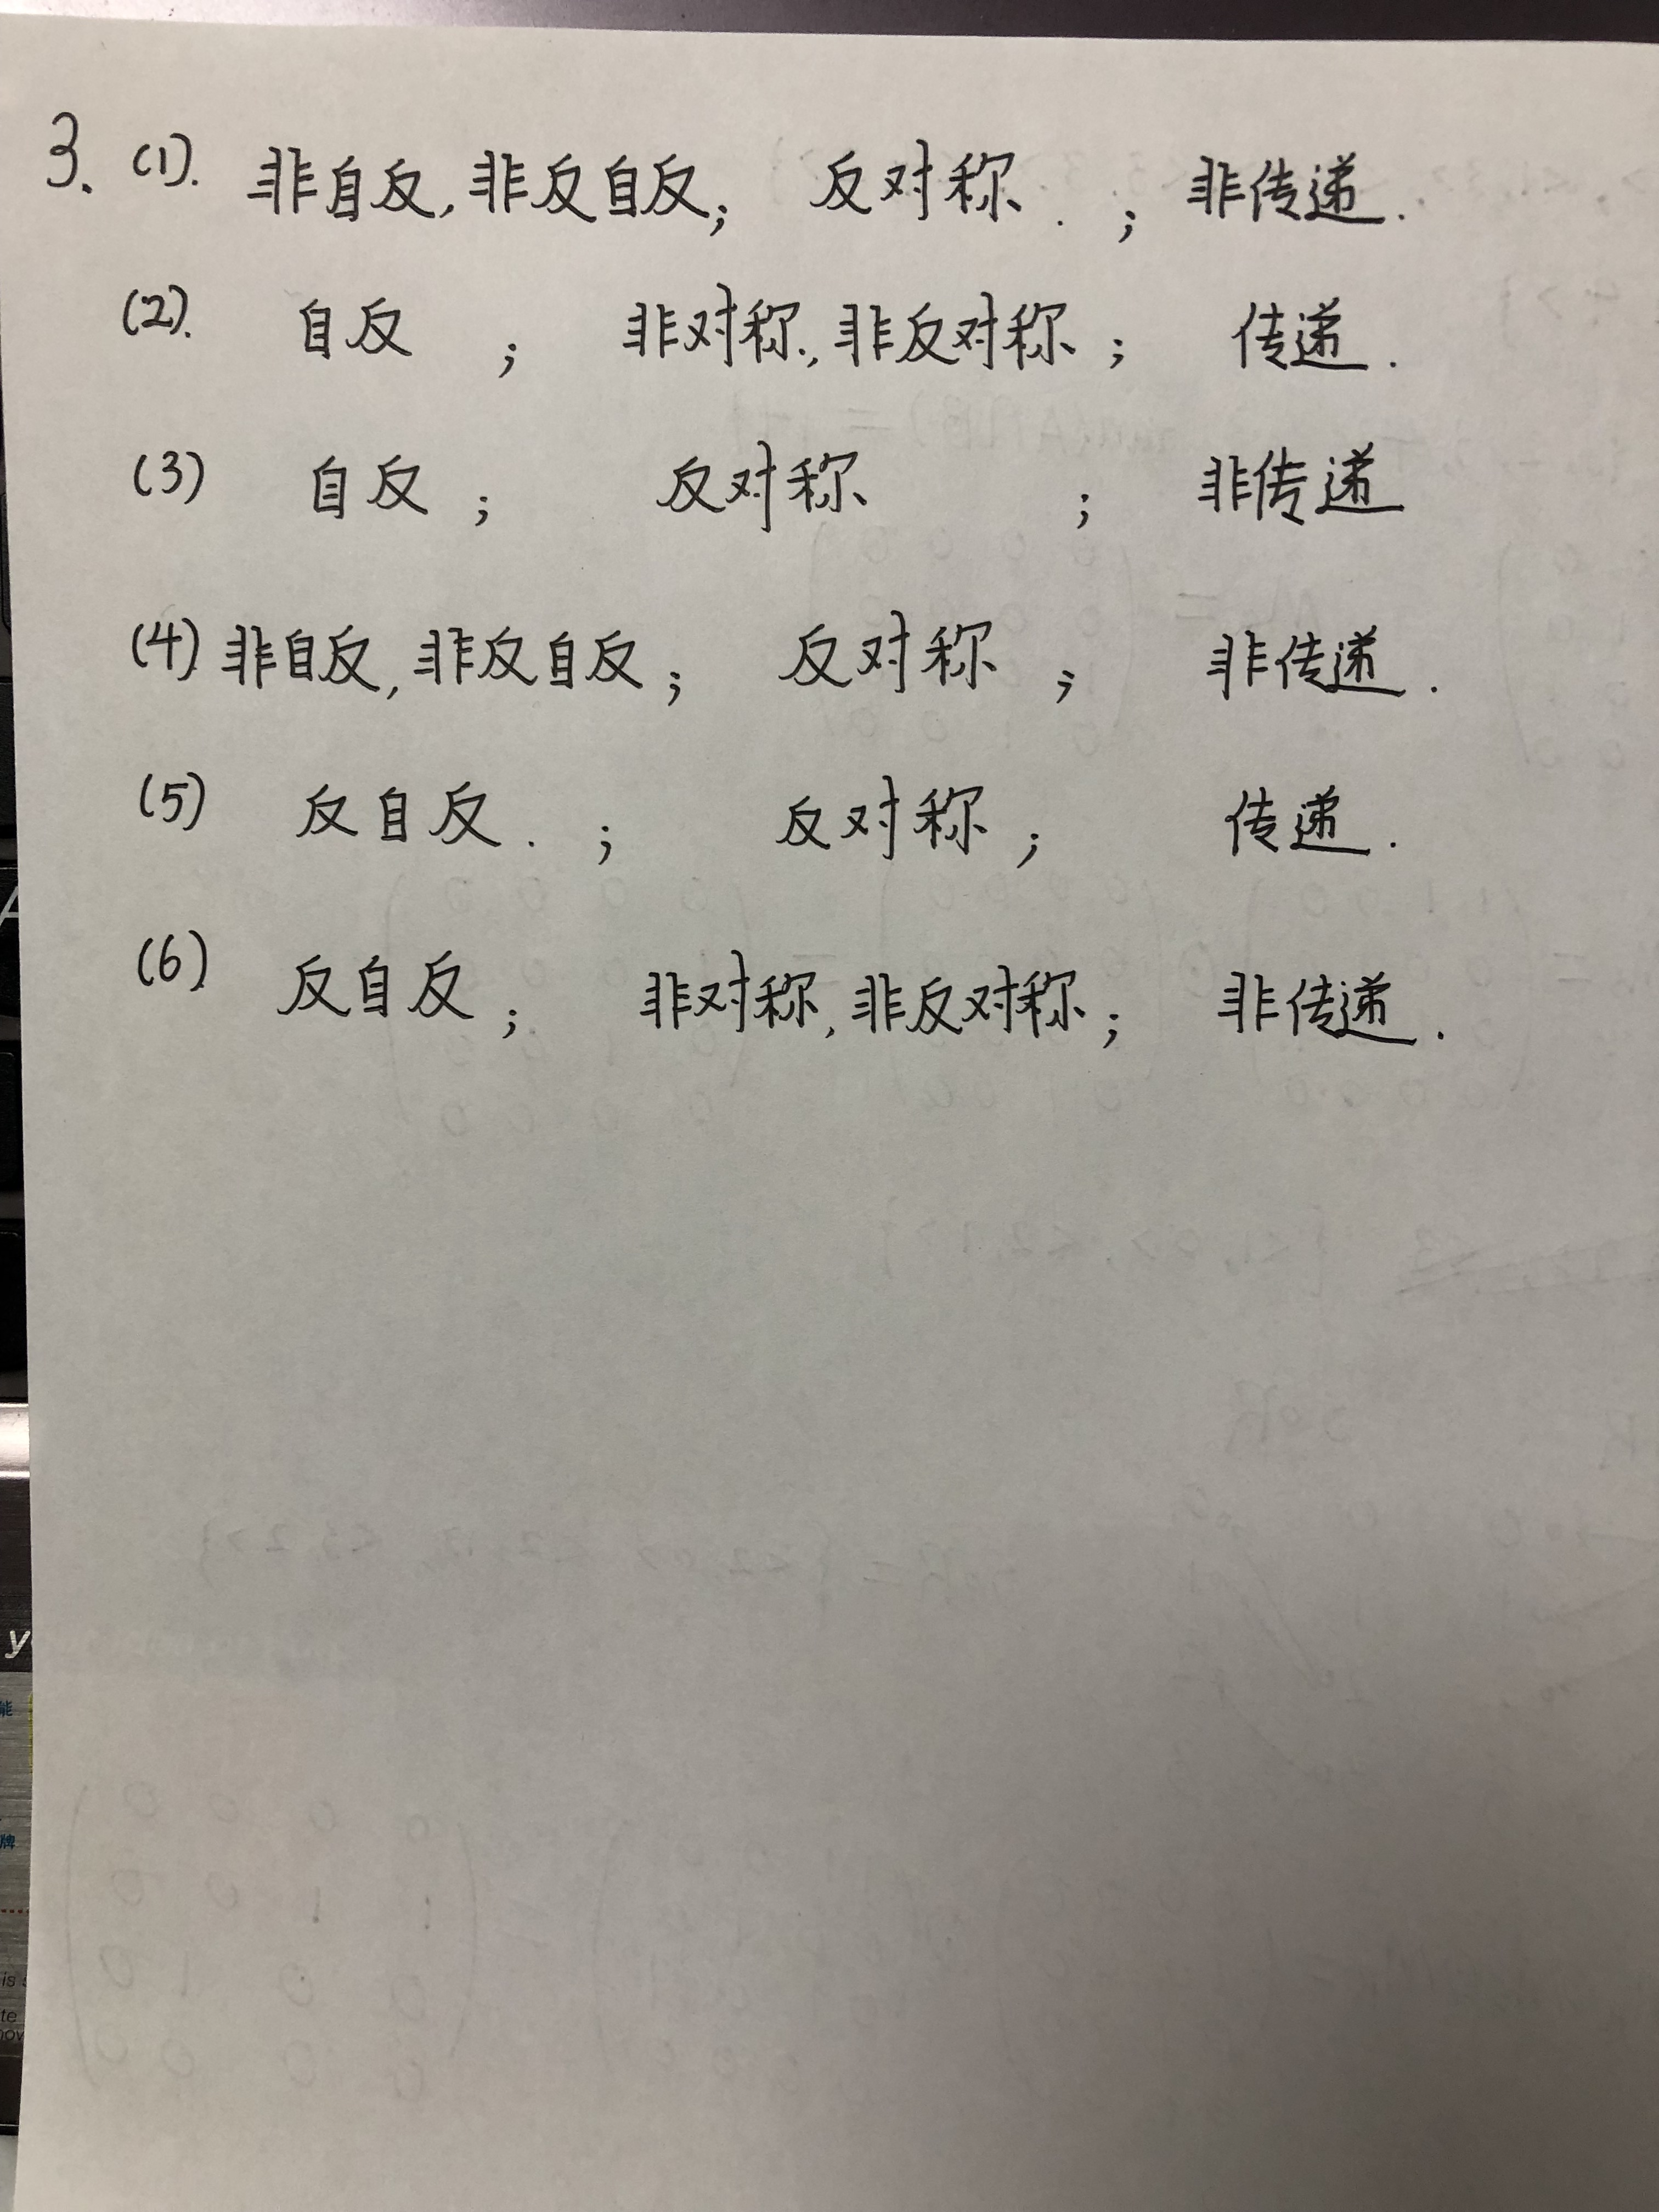 3. (1). 非自反,非反自反; 反对称.; 非传递.
(2). 自反; 非对称.,非反对称; 传递.
(3) 自反; 反对称; 非传递
(4) 非自反,非反自反; 反对称; 非传递.
(5) 反自反.; 反对称; 传递.
(6) 反自反; 非对称,非反对称; 非传递.